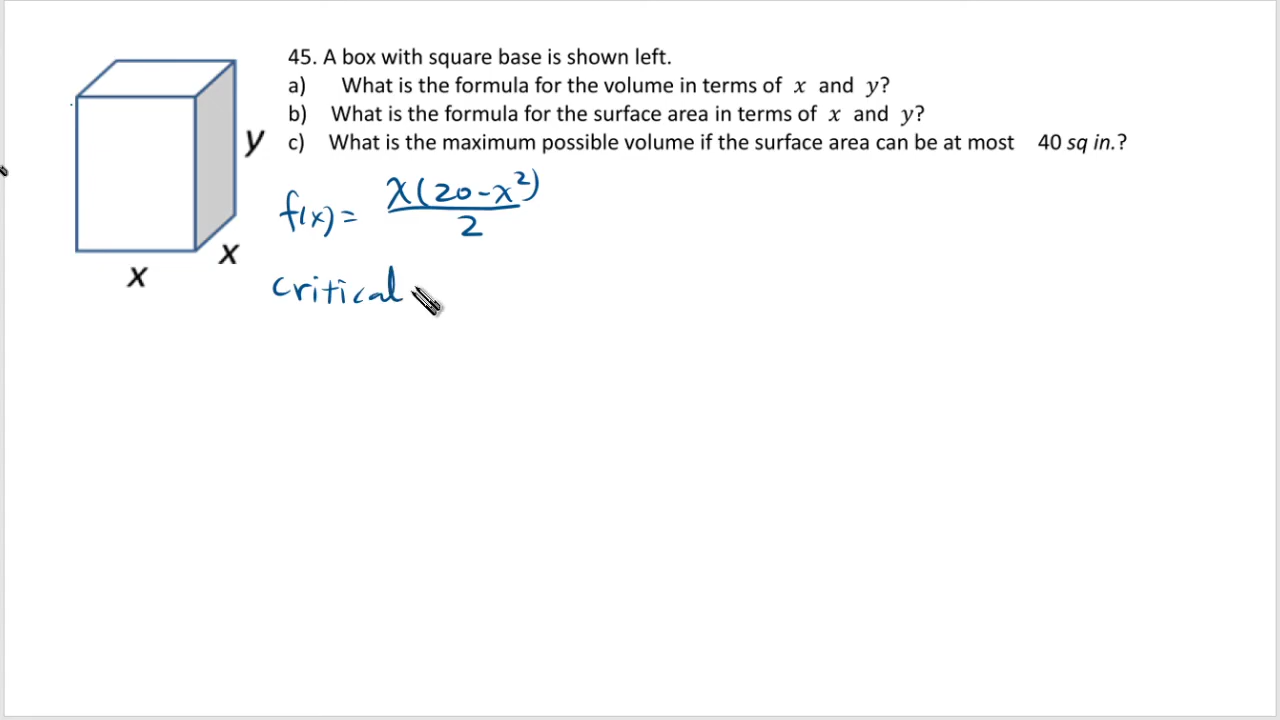 45. A box with square base is shown left.
a) What is the formula for the volume in terms of x and y?
b) What is the formula for the surface area in terms of x and y?
c) What is the maximum possible volume if the surface area can be at most 40 sq in.?
y
x
x
f(x) = x(20-x²)/2
critical